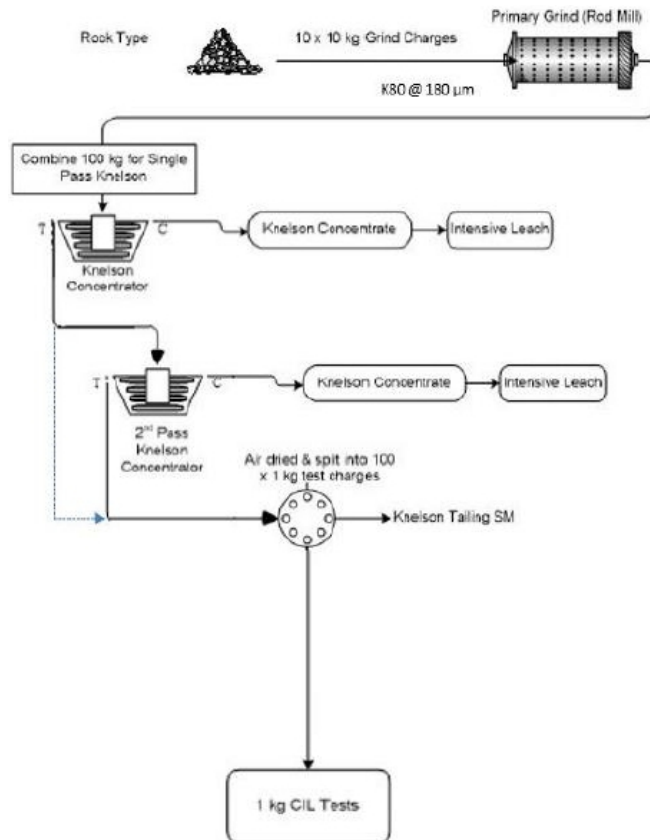 Primary Grind (Rod Mill)
Rock Type
10 x 10 kg Grind Charges
K80 @ 180 µm
Combine 100 kg for Single
Pass Knelson
T
C
Knelson Concentrate
Intensive Leach
Knelson
Concentrator
T
C
Knelson Concentrate
Intensive Leach
2nd Pass
Knelson
Concentrator
Air dried & spit into 100
x 1 kg test charges
Knelson Tailing SM
1 kg CIL Tests